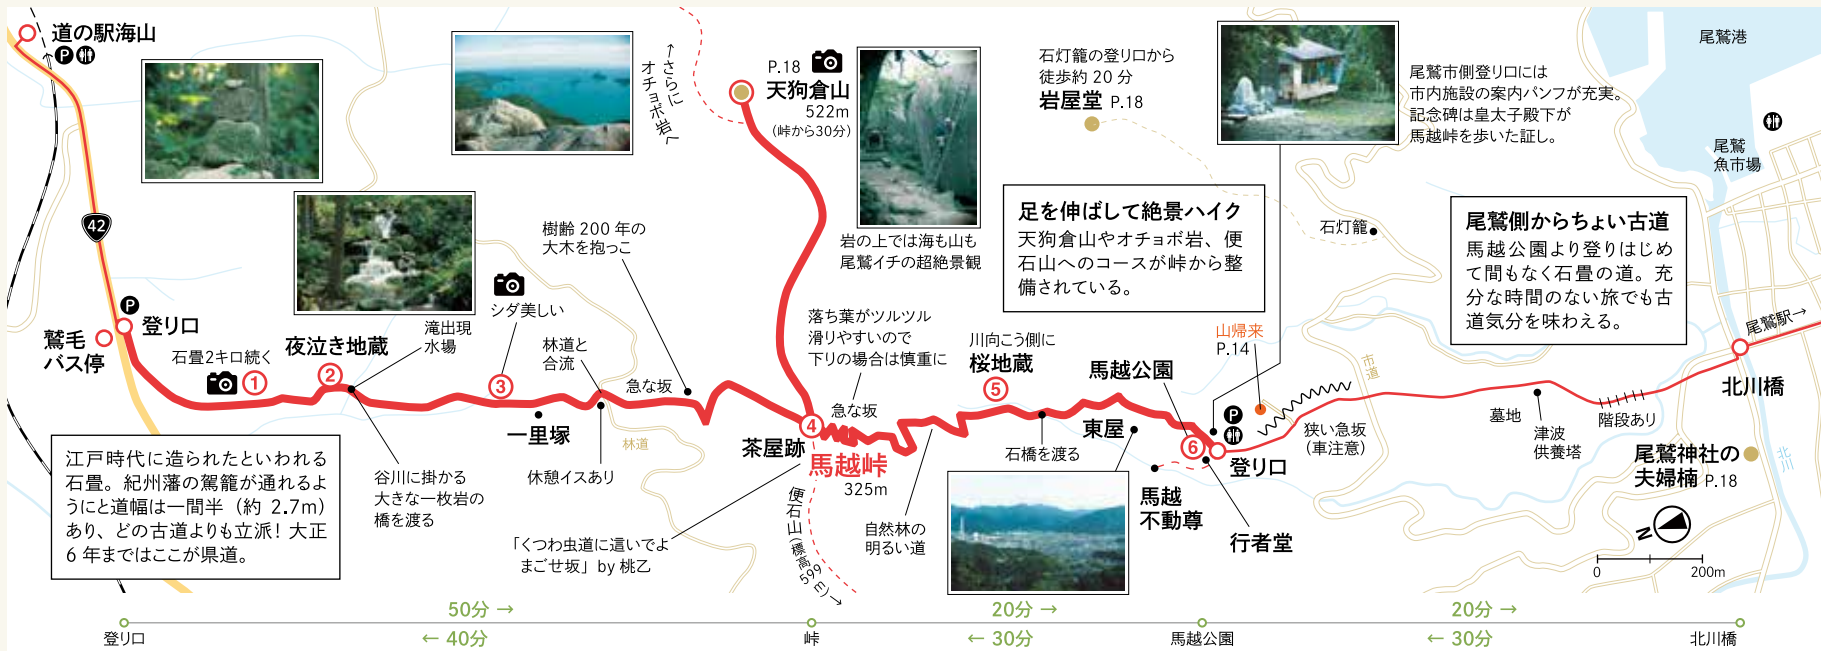 道の駅海山
P
42
P
登り口
鷲毛
バス停
石畳2キロ続く
1
夜泣き地蔵
2
滝出現
水場
シダ美しい
3
一里塚
林道と
合流
休憩イスあり
樹齢 200 年の
大木を抱っこ
急な坂
林道
谷川に掛かる
大きな一枚岩の
橋を渡る
江戸時代に造られたといわれる
石畳。紀州藩の駕籠が通れるよ
うにと道幅は一間半（約 2.7m）
あり、どの古道よりも立派！大正
6 年まではここが県道。
←さらに
オチョボ岩へ
P.18
天狗倉山
522m
（峠から30分）
岩の上では海も山も
尾鷲イチの超絶景観
落ち葉がツルツル
滑りやすいので
下りの場合は慎重に
急な坂
4
茶屋跡
馬越峠
325m
「くつわ虫道に這いでよ
まごせ坂」by 桃乙
便石山（標高599m）→
自然林の
明るい道
川向こう側に
桜地蔵
5
石橋を渡る
東屋
馬越公園
6
馬越
不動尊
行者堂
P
登り口
山帰来
P.14
石灯籠の登り口から
徒歩約 20 分
岩屋堂 P.18
足を伸ばして絶景ハイク
天狗倉山やオチョボ岩、便
石山へのコースが峠から整
備されている。
尾鷲市側登り口には
市内施設の案内パンフが充実。
記念碑は皇太子殿下が
馬越峠を歩いた証し。
石灯籠
市道
狭い急坂
（車注意）
尾鷲側からちょい古道
馬越公園より登りはじめ
て間もなく石畳の道。充
分な時間のない旅でも古
道気分を味わえる。
尾鷲港
尾鷲
魚市場
尾鷲駅→
北川橋
墓地
津波
供養塔
階段あり
尾鷲神社の
夫婦楠 P.18
北川
N
0
200m
50分 →
20分 →
20分 →
登り口
← 40分
峠
← 30分
馬越公園
← 30分
北川橋